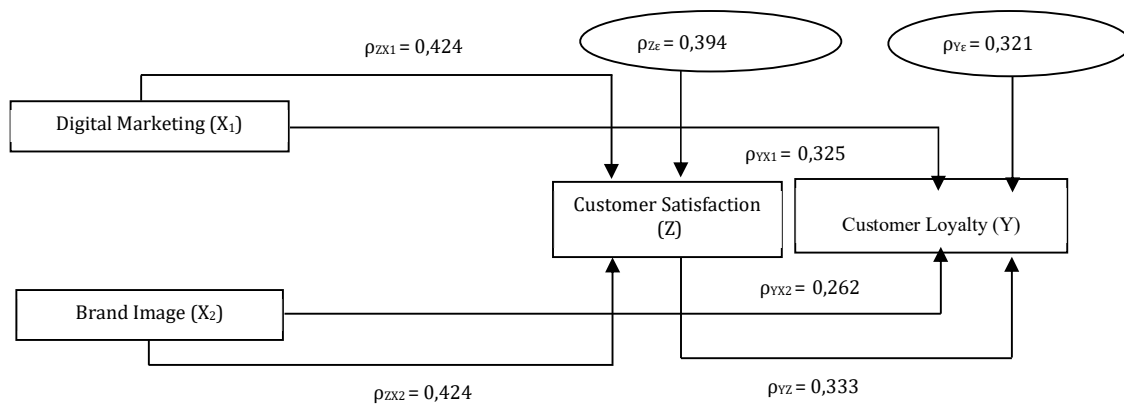 ρZX1 = 0,424
ρZε = 0,394
ρYε = 0,321
Digital Marketing (X1)
ρYX1 = 0,325
Customer Satisfaction
(Z)
Customer Loyalty (Y)
Brand Image (X2)
ρYX2 = 0,262
ρZX2 = 0,424
ρYZ = 0,333